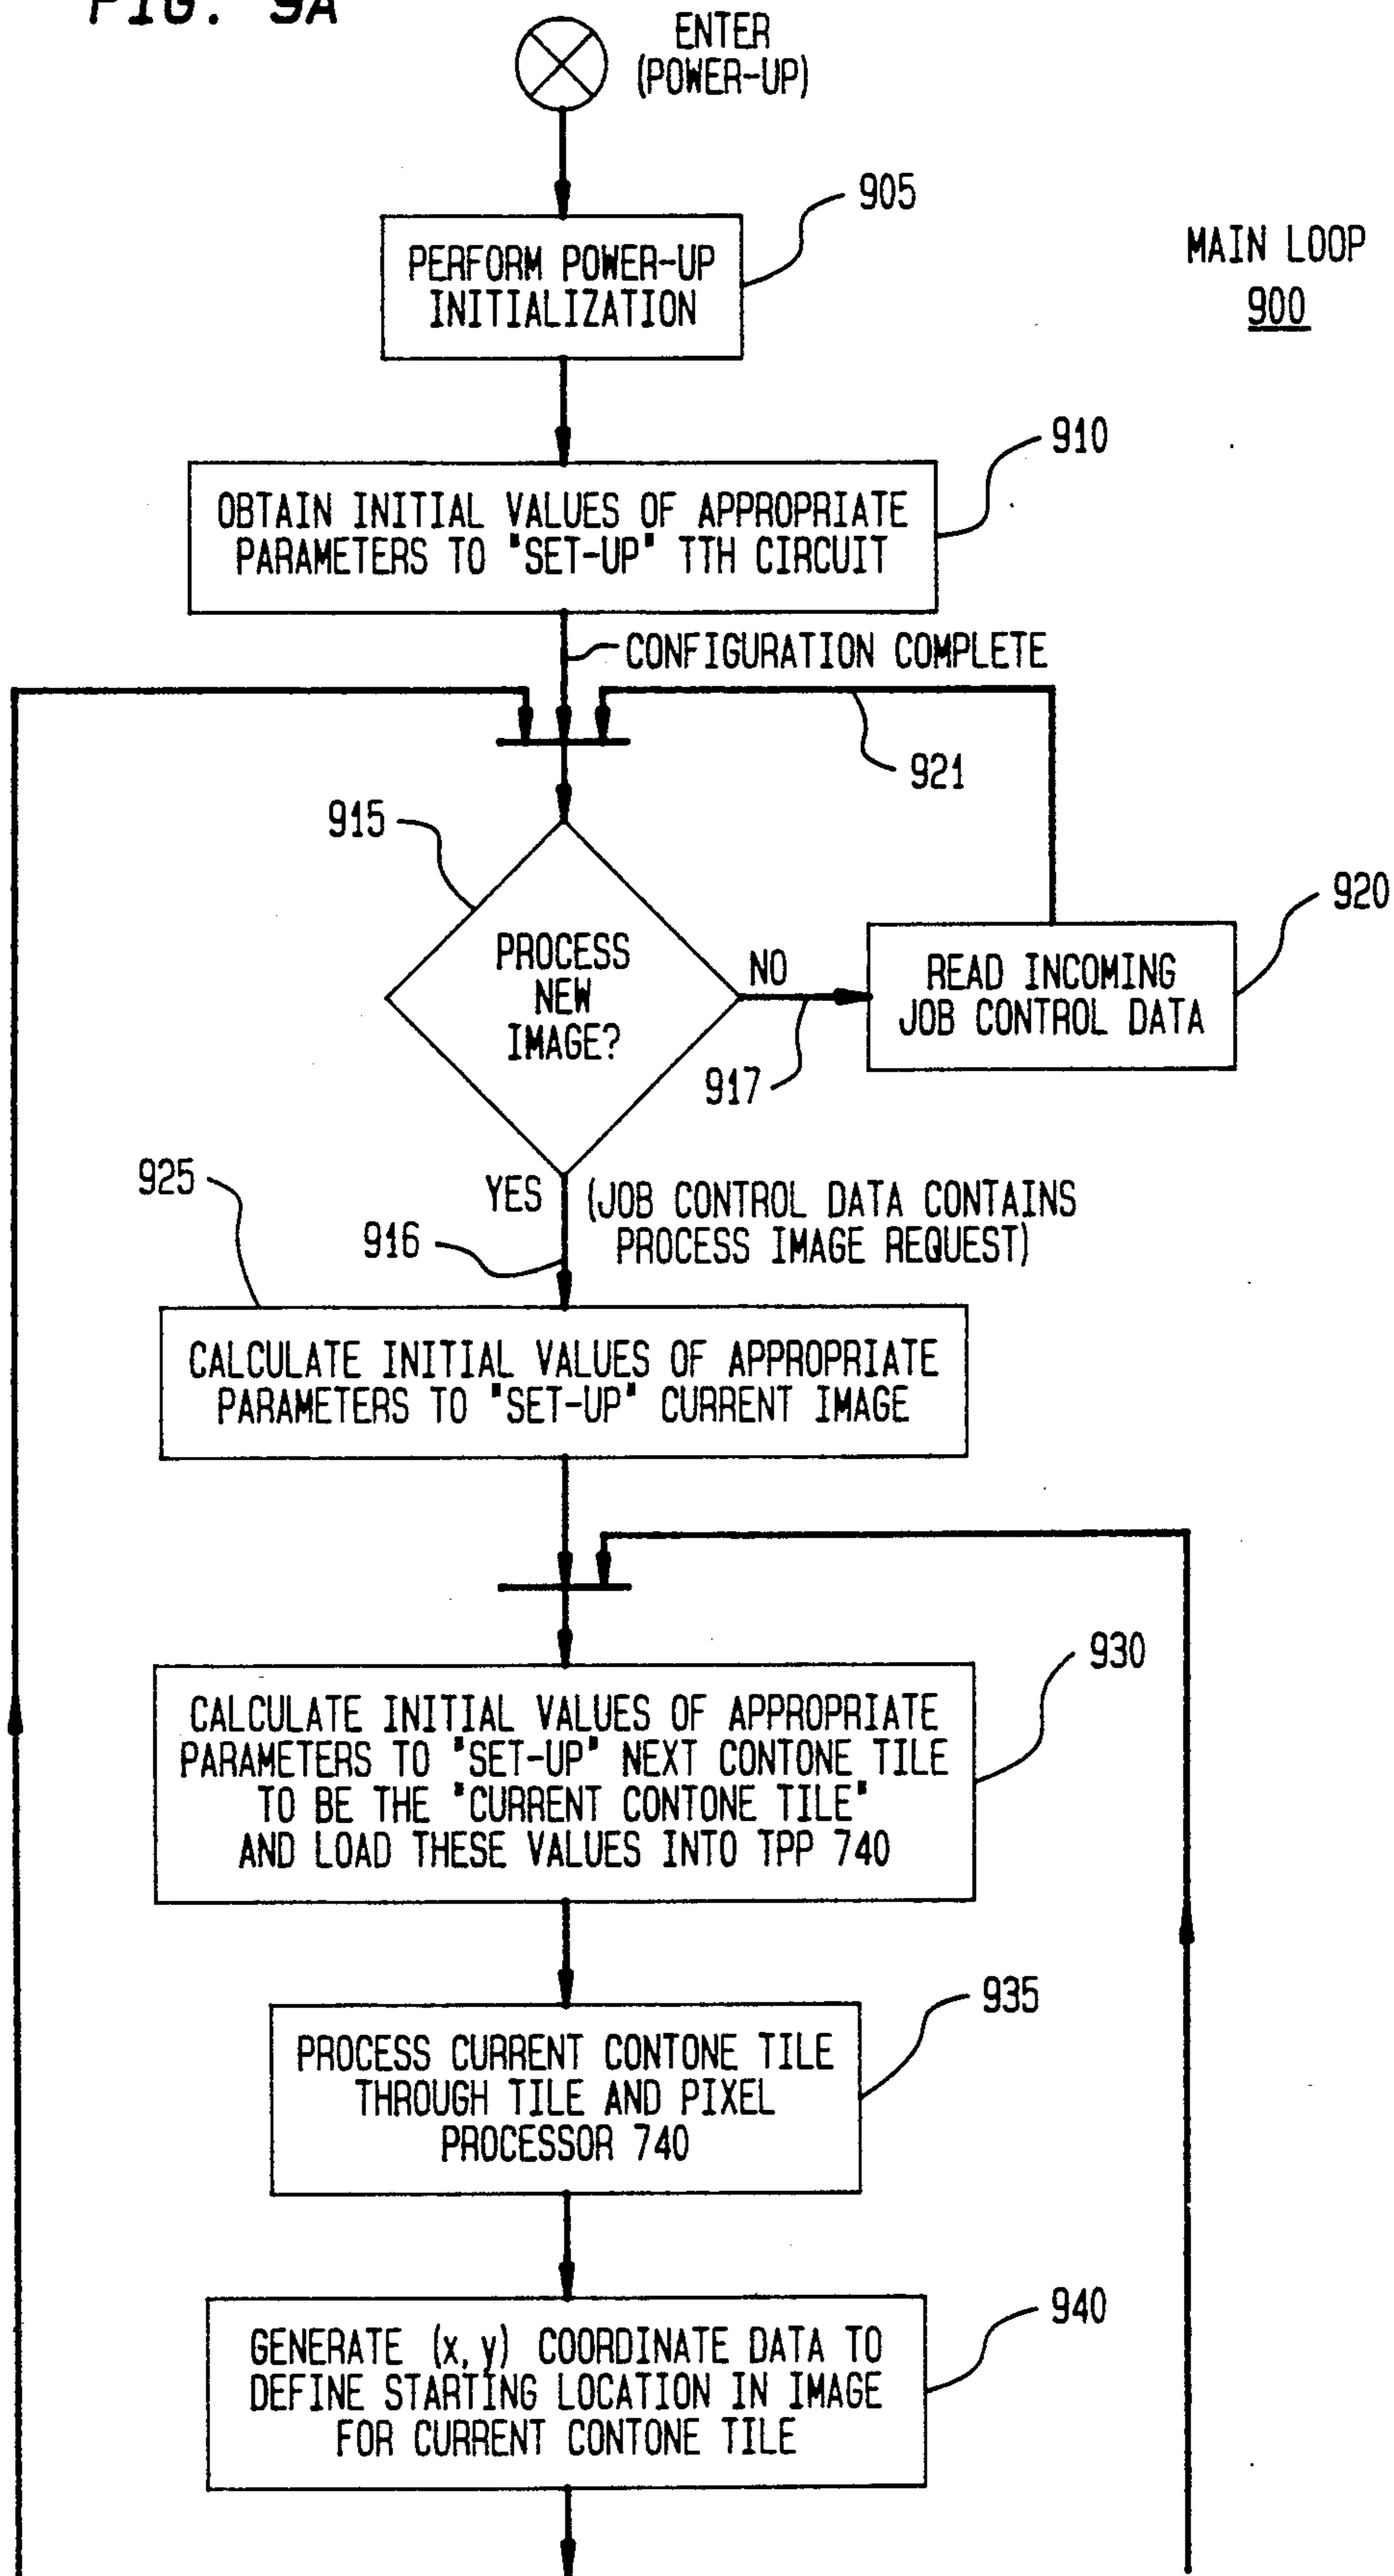 FIG. 9A
ENTER
(POWER-UP)
905
PERFORM POWER-UP
INITIALIZATION
MAIN LOOP
900
910
OBTAIN INITIAL VALUES OF APPROPRIATE
PARAMETERS TO "SET-UP" TTH CIRCUIT
CONFIGURATION COMPLETE
921
915
PROCESS
NEW
IMAGE?
NO
917
920
READ INCOMING
JOB CONTROL DATA
925
YES
(JOB CONTROL DATA CONTAINS
PROCESS IMAGE REQUEST)
916
CALCULATE INITIAL VALUES OF APPROPRIATE
PARAMETERS TO "SET-UP" CURRENT IMAGE
930
CALCULATE INITIAL VALUES OF APPROPRIATE
PARAMETERS TO "SET-UP" NEXT CONTONE TILE
TO BE THE "CURRENT CONTONE TILE"
AND LOAD THESE VALUES INTO TPP 740
935
PROCESS CURRENT CONTONE TILE
THROUGH TILE AND PIXEL
PROCESSOR 740
940
GENERATE (x, y) COORDINATE DATA TO
DEFINE STARTING LOCATION IN IMAGE
FOR CURRENT CONTONE TILE